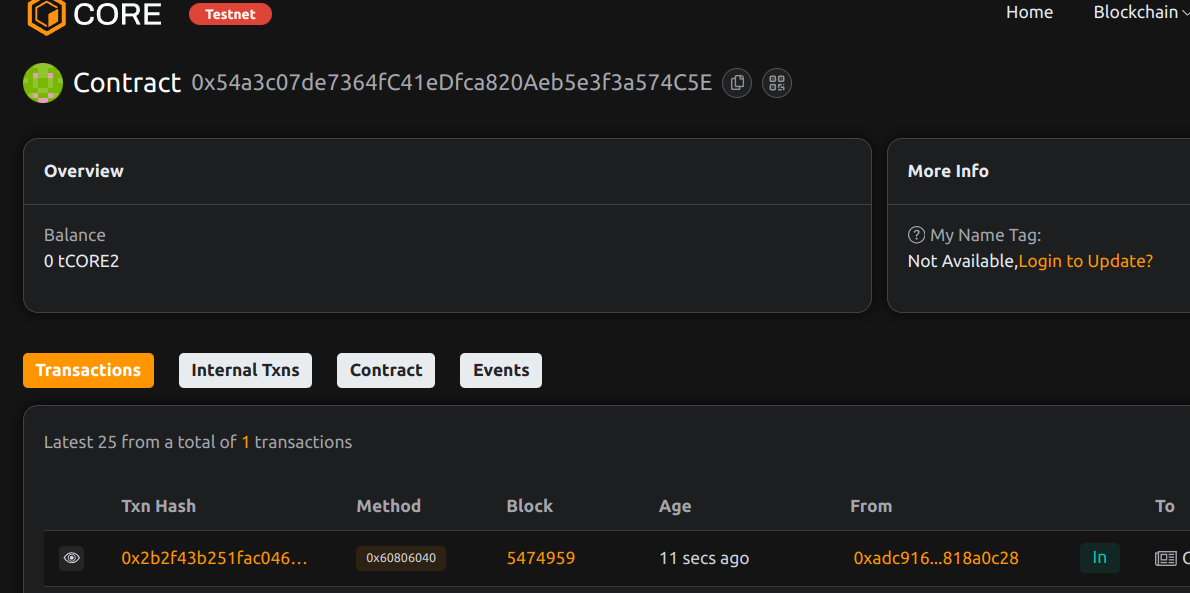 CORE Testnet Home Blockchain
Contract 0x54a3c07de7364fC41eDfca820Aeb5e3f3a574C5E
Overview
More Info
Balance
0 tCORE2
My Name Tag:
Not Available,Login to Update?
Transactions Internal Txns Contract Events
Latest 25 from a total of 1 transactions
Txn Hash Method Block Age From To
0x2b2f43b251fac046... 0x60806040 5474959 11 secs ago 0xadc916...818a0c28 In